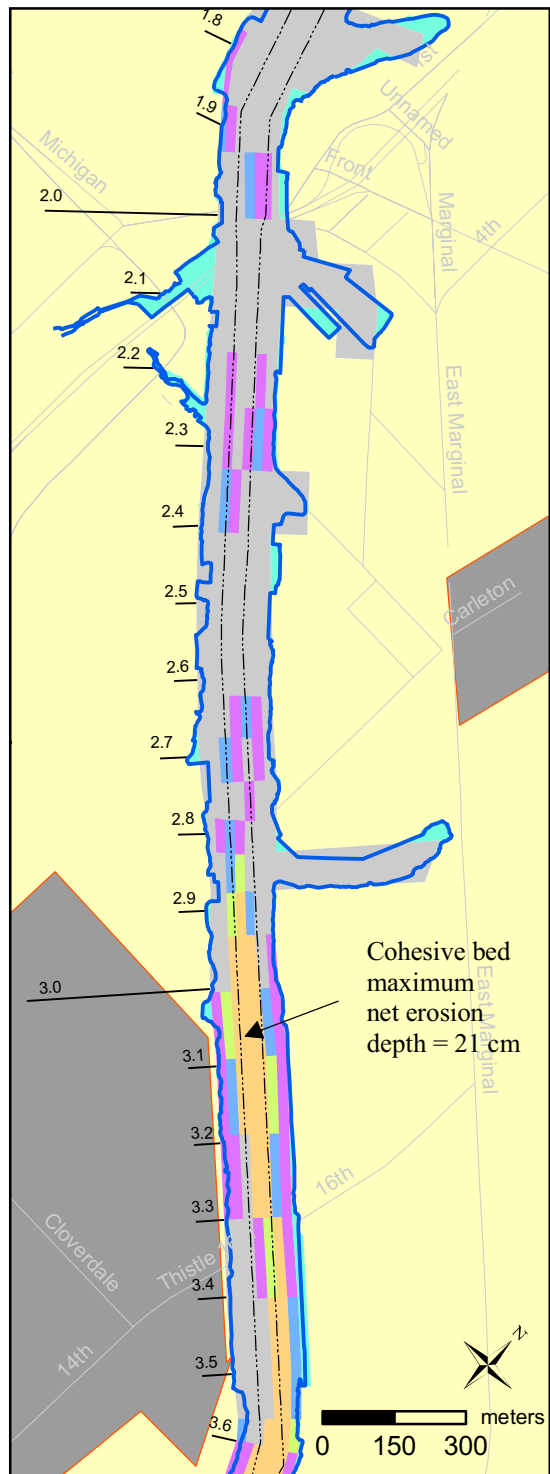 1.8
1st
1.9
Unnamed
Michigan
Front
2.0
Marginal
4th
2.1
2.2
East Marginal
2.3
2.4
2.5
Carleton
2.6
2.7
2.8
2.9
Cohesive bed
maximum
net erosion
depth = 21 cm
East Marginal
3.0
3.1
3.2
16th
3.3
Cloverdale
Thistle
3.4
14th
3.5
N
3.6
meters
0 150 300